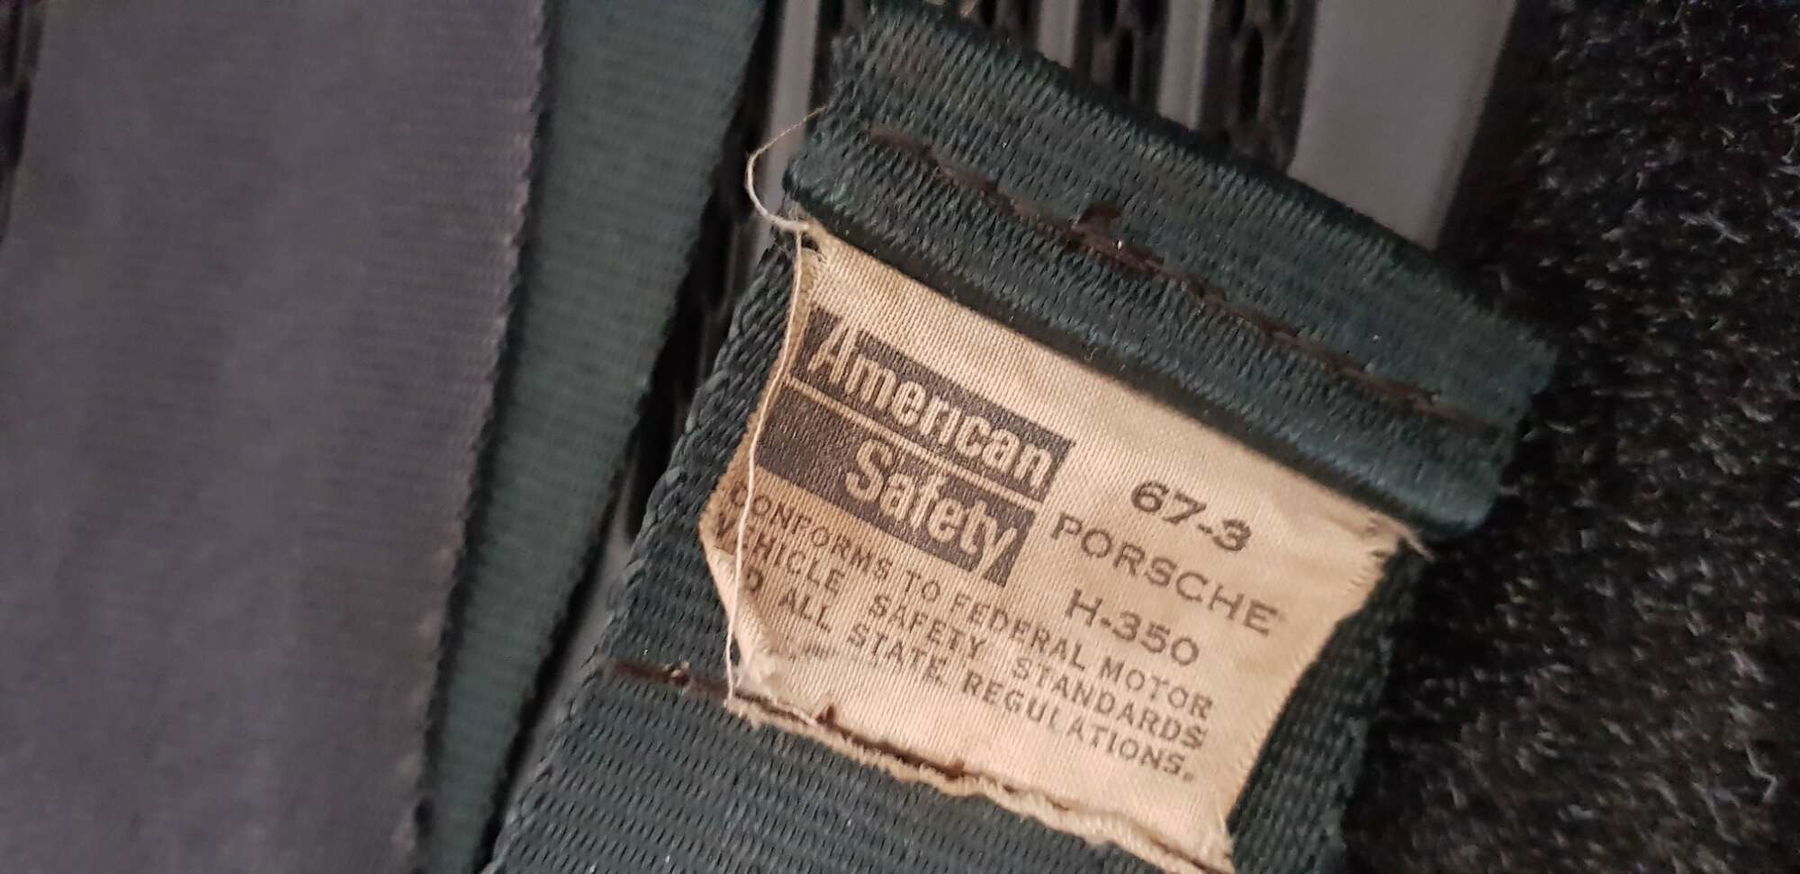 American
Safety
67-3
PORSCHE
H-350
CONFORMS TO FEDERAL MOTOR
VEHICLE SAFETY STANDARDS
ALL STATE REGULATIONS.